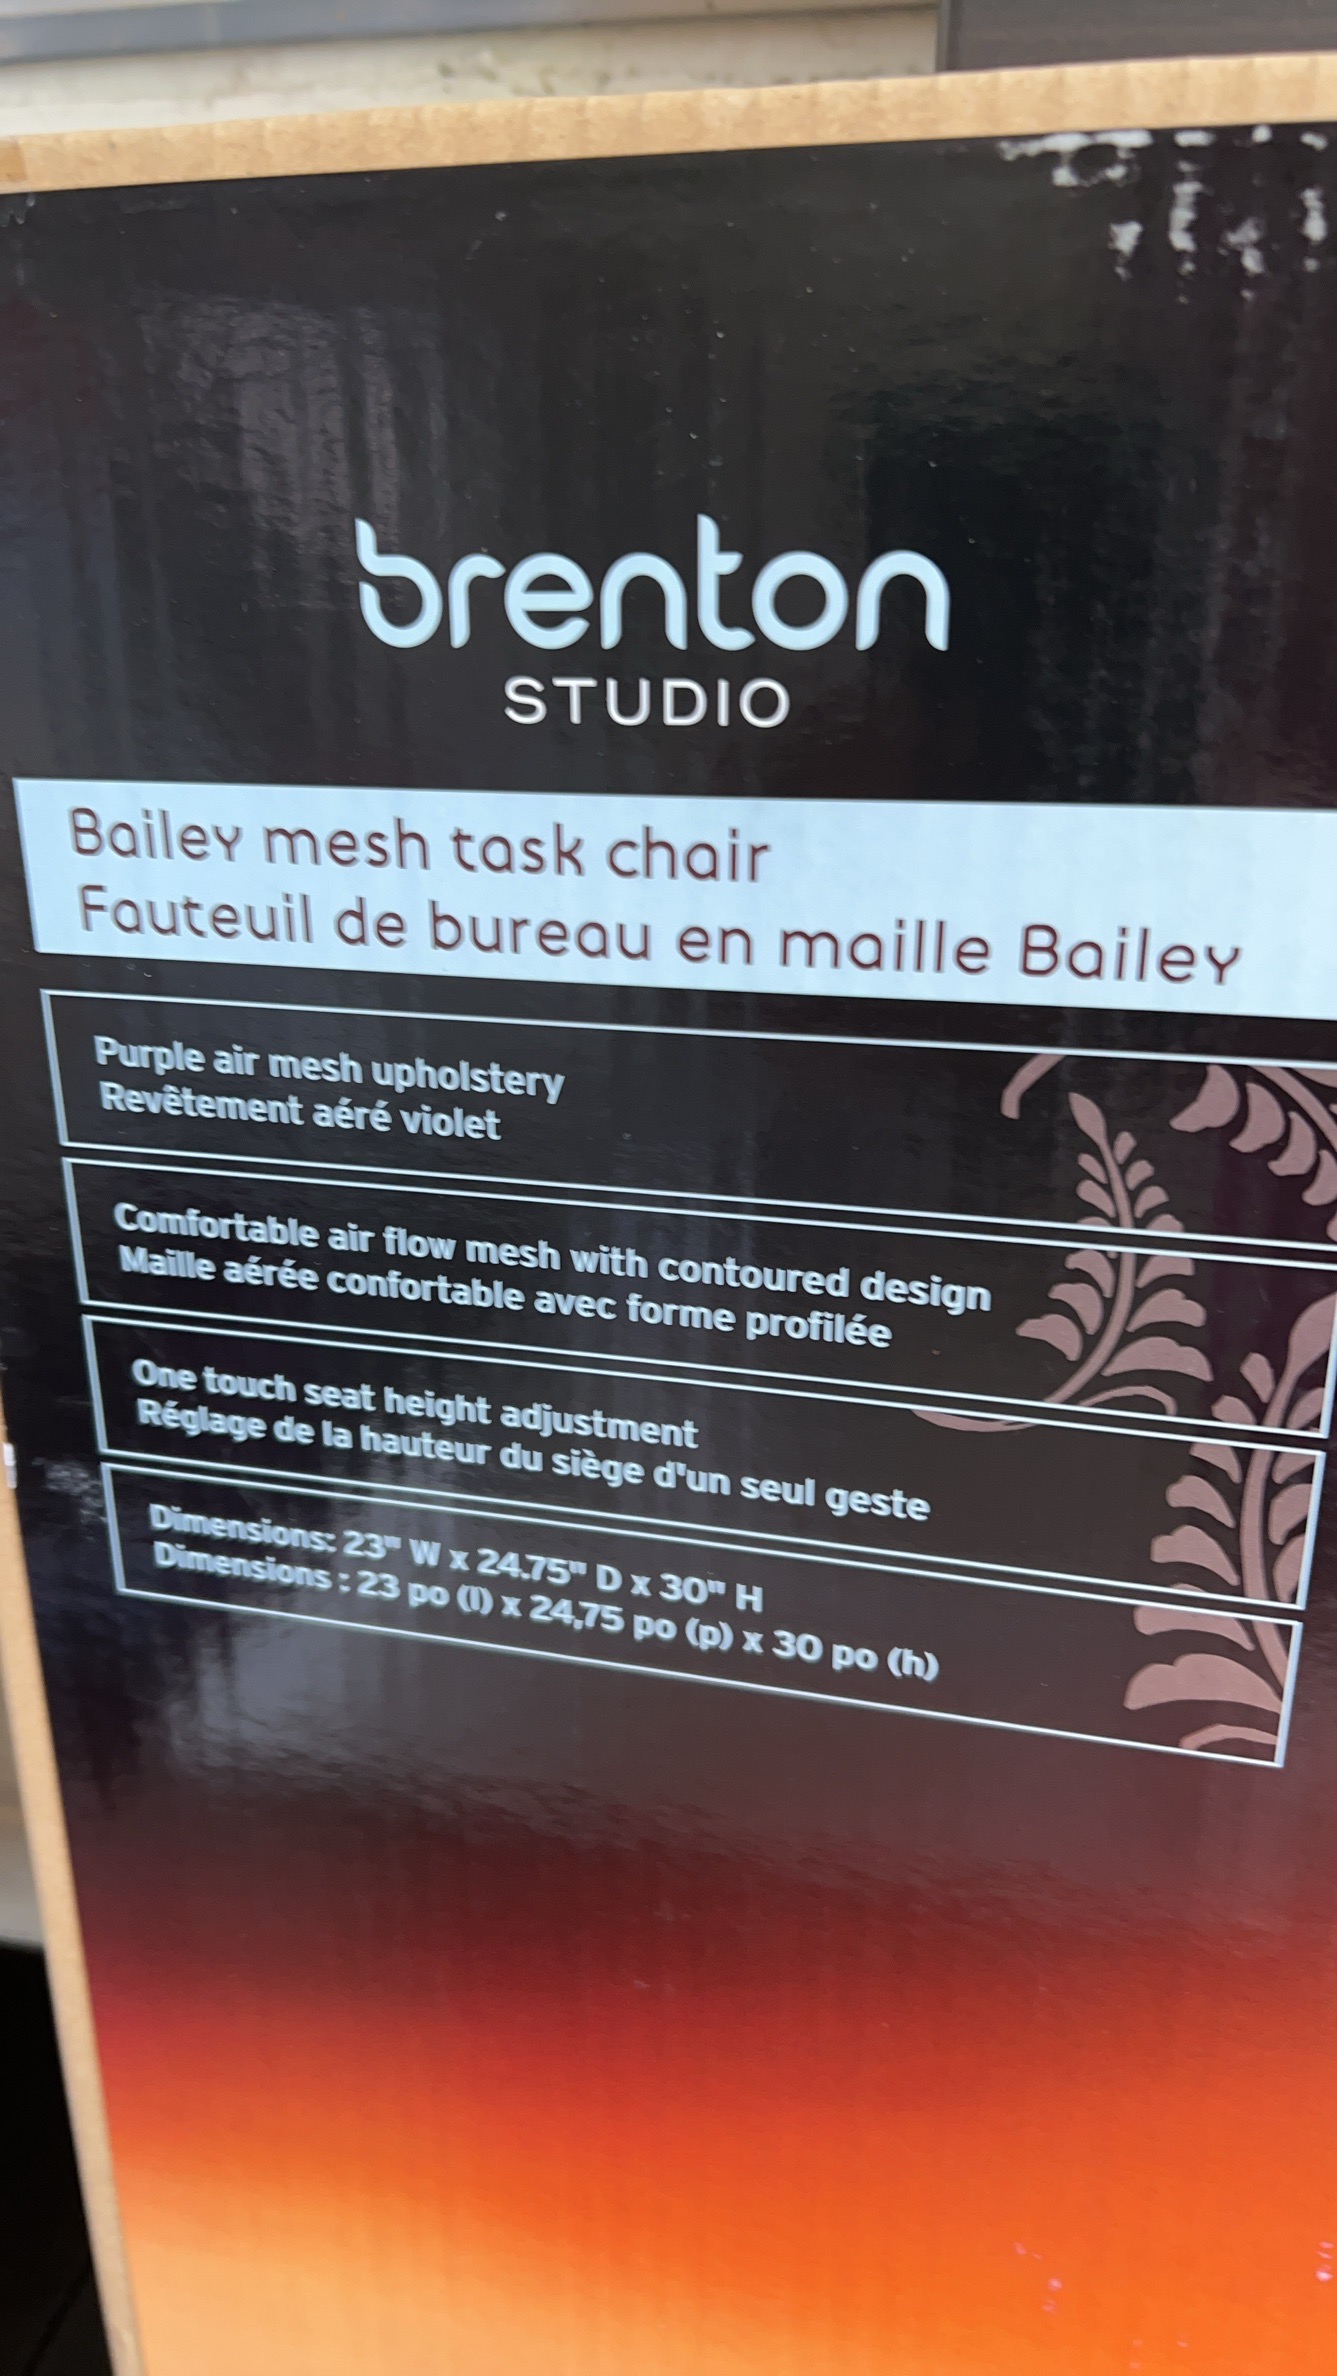 brenton
STUDIO
Bailey mesh task chair
Fauteuil de bureau en maille Bailey
Purple air mesh upholstery
Revêtement aéré violet
Comfortable air flow mesh with contoured design
Maille aérée confortable avec forme profilée
One touch seat height adjustment
Réglage de la hauteur du siège d'un seul geste
Dimensions: 23" W x 24.75" D x 30" H
Dimensions : 23 po (l) x 24,75 po (p) x 30 po (h)